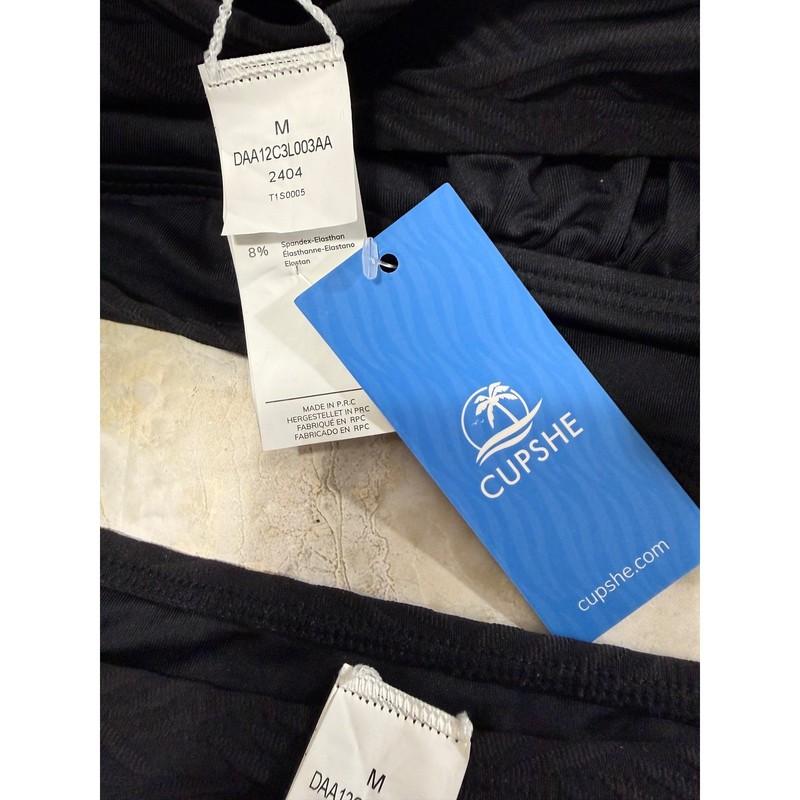 M
DAA12C3L003AA
2404
T1S0005
8% Spandex-Elasthan
Élasthanne-Elastano
Elastan
MADE IN P.R.C
HERGESTELLET IN PRC
FABRIQUÉ EN RPC
FABRICADO EN RPC
CUPSHE
cupshe.com
M